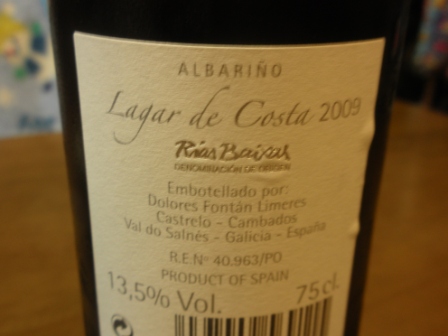 ALBARIÑO
Lagar de Costa 2009
Rías Baixas
DENOMINACIÓN DE ORIGEN
Embotellado por:
Dolores Fontán Limeres
Castrelo - Cambados
Val do Salnés - Galicia - España
R.E.Nº 40.963/PO
PRODUCT OF SPAIN
13,5% Vol. 75cl.